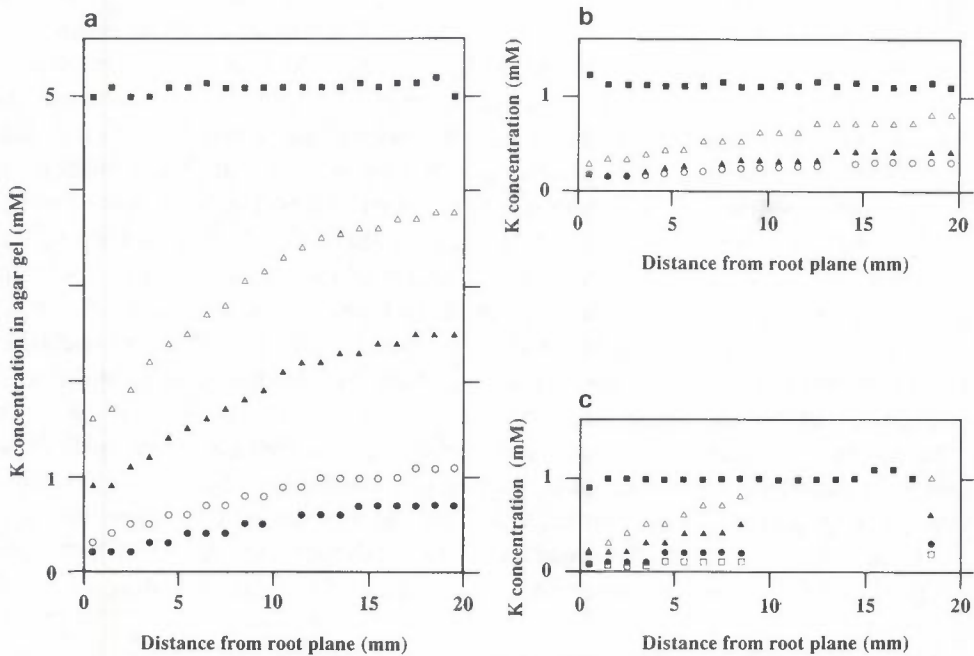 a
K concentration in agar gel (mM)
5
1
0
0 5 10 15 20
Distance from root plane (mm)
b
K concentration (mM)
1
0
0 5 10 15 20
Distance from root plane (mm)
c
K concentration (mM)
1
0
0 5 10 15 20
Distance from root plane (mm)